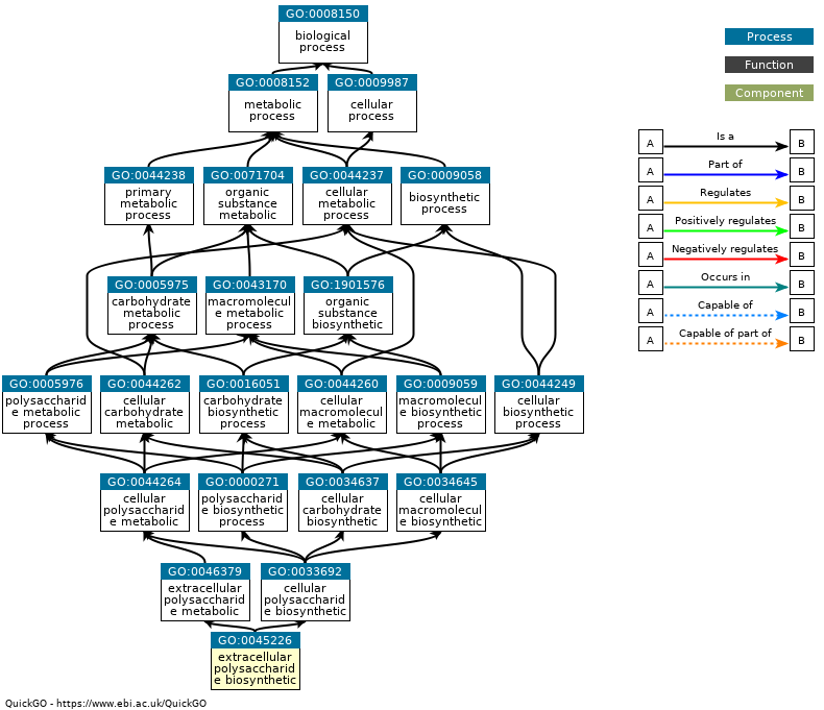 GO:0008150
biological
process
GO:0008152
metabolic
process
GO:0009987
cellular
process
GO:0044238
primary
metabolic
process
GO:0071704
organic
substance
metabolic
GO:0044237
cellular
metabolic
process
GO:0009058
biosynthetic
process
GO:0005975
carbohydrate
metabolic
process
GO:0043170
macromolecul
e metabolic
process
GO:1901576
organic
substance
biosynthetic
GO:0005976
polysaccharid
e metabolic
process
GO:0044262
cellular
carbohydrate
metabolic
GO:0016051
carbohydrate
biosynthetic
process
GO:0044260
cellular
macromolecul
e metabolic
GO:0009059
macromolecul
e biosynthetic
process
GO:0044249
cellular
biosynthetic
process
GO:0044264
cellular
polysaccharid
e metabolic
GO:0000271
polysaccharid
e biosynthetic
process
GO:0034637
cellular
carbohydrate
biosynthetic
GO:0034645
cellular
macromolecul
e biosynthetic
GO:0046379
extracellular
polysaccharid
e metabolic
GO:0033692
cellular
polysaccharid
e biosynthetic
GO:0045226
extracellular
polysaccharid
e biosynthetic
Process
Function
Component
A Is a B
A Part of B
A Regulates B
A Positively regulates B
A Negatively regulates B
A Occurs in B
A Capable of B
A Capable of part of B
QuickGO - https://www.ebi.ac.uk/QuickGO